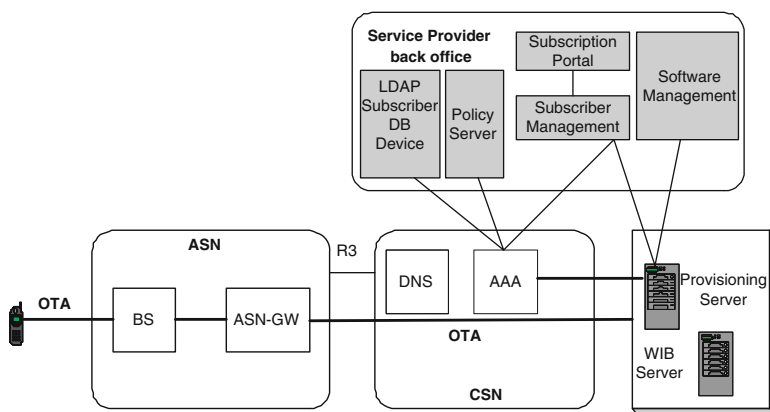 Service Provider
back office
Subscription
Portal
Software
Management
LDAP
Subscriber
DB
Device
Policy
Server
Subscriber
Management
ASN
R3
DNS
AAA
Provisioning
Server
OTA
BS
ASN-GW
OTA
WIB
Server
CSN